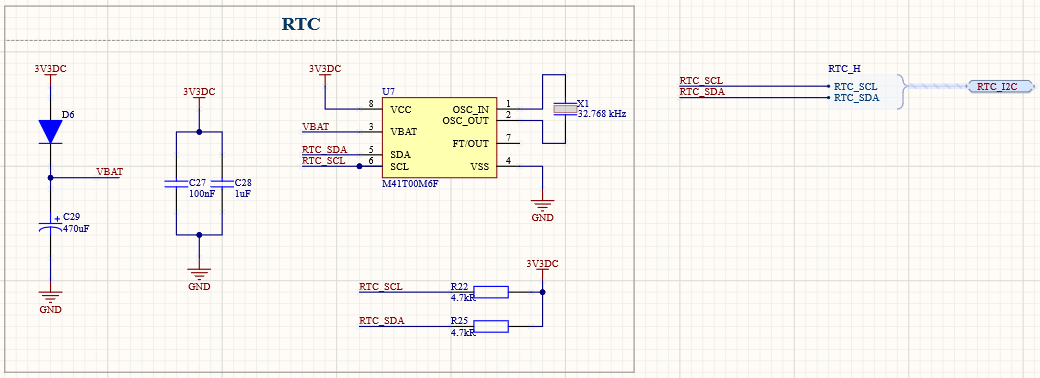 RTC
3V3DC
D6
VBAT
+ C29
470uF
GND
3V3DC
C27
100nF
C28
1uF
GND
3V3DC
VBAT
RTC_SDA
RTC_SCL
U7
8 VCC OSC_IN 1
OSC_OUT 2
3 VBAT
FT/OUT 7
5 SDA
6 SCL VSS 4
M41T00M6F
X1
32.768 kHz
GND
3V3DC
RTC_SCL R22
4.7kR
RTC_SDA R25
4.7kR
RTC_H
RTC_SCL RTC_SCL
RTC_SDA RTC_SDA
RTC_I2C